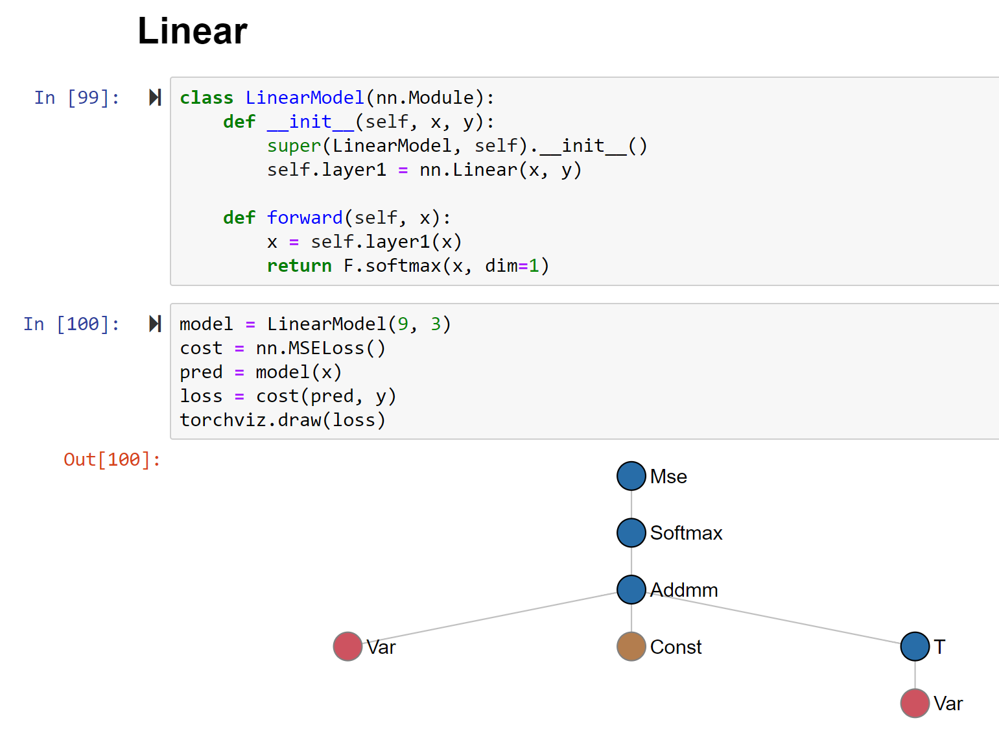 Linear
In [99]:
class LinearModel(nn.Module):
    def __init__(self, x, y):
        super(LinearModel, self).__init__()
        self.layer1 = nn.Linear(x, y)
    def forward(self, x):
        x = self.layer1(x)
        return F.softmax(x, dim=1)
In [100]:
model = LinearModel(9, 3)
cost = nn.MSELoss()
pred = model(x)
loss = cost(pred, y)
torchviz.draw(loss)
Out[100]:
Mse
Softmax
Addmm
Var
Const
T
Var